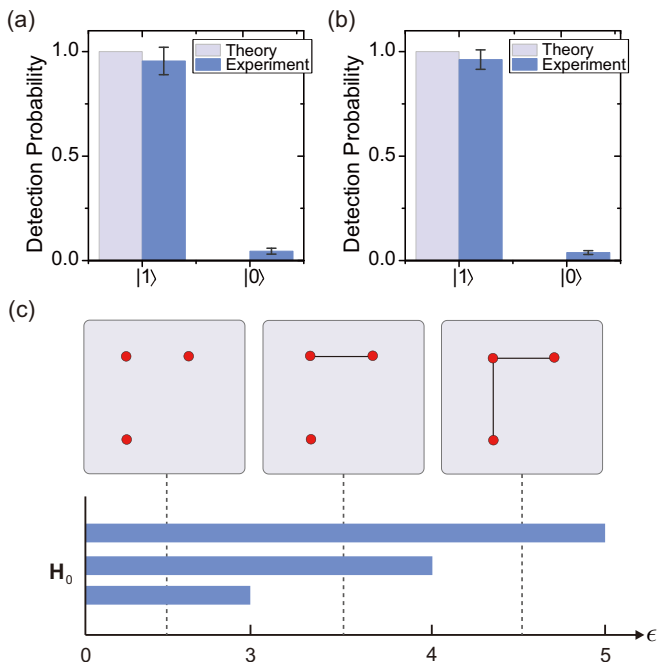 (a)
Detection Probability
1.0
0.5
0.0
Theory
Experiment
|1⟩
|0⟩
(b)
Detection Probability
1.0
0.5
0.0
Theory
Experiment
|1⟩
|0⟩
(c)
H₀
0
3
4
5
ϵ